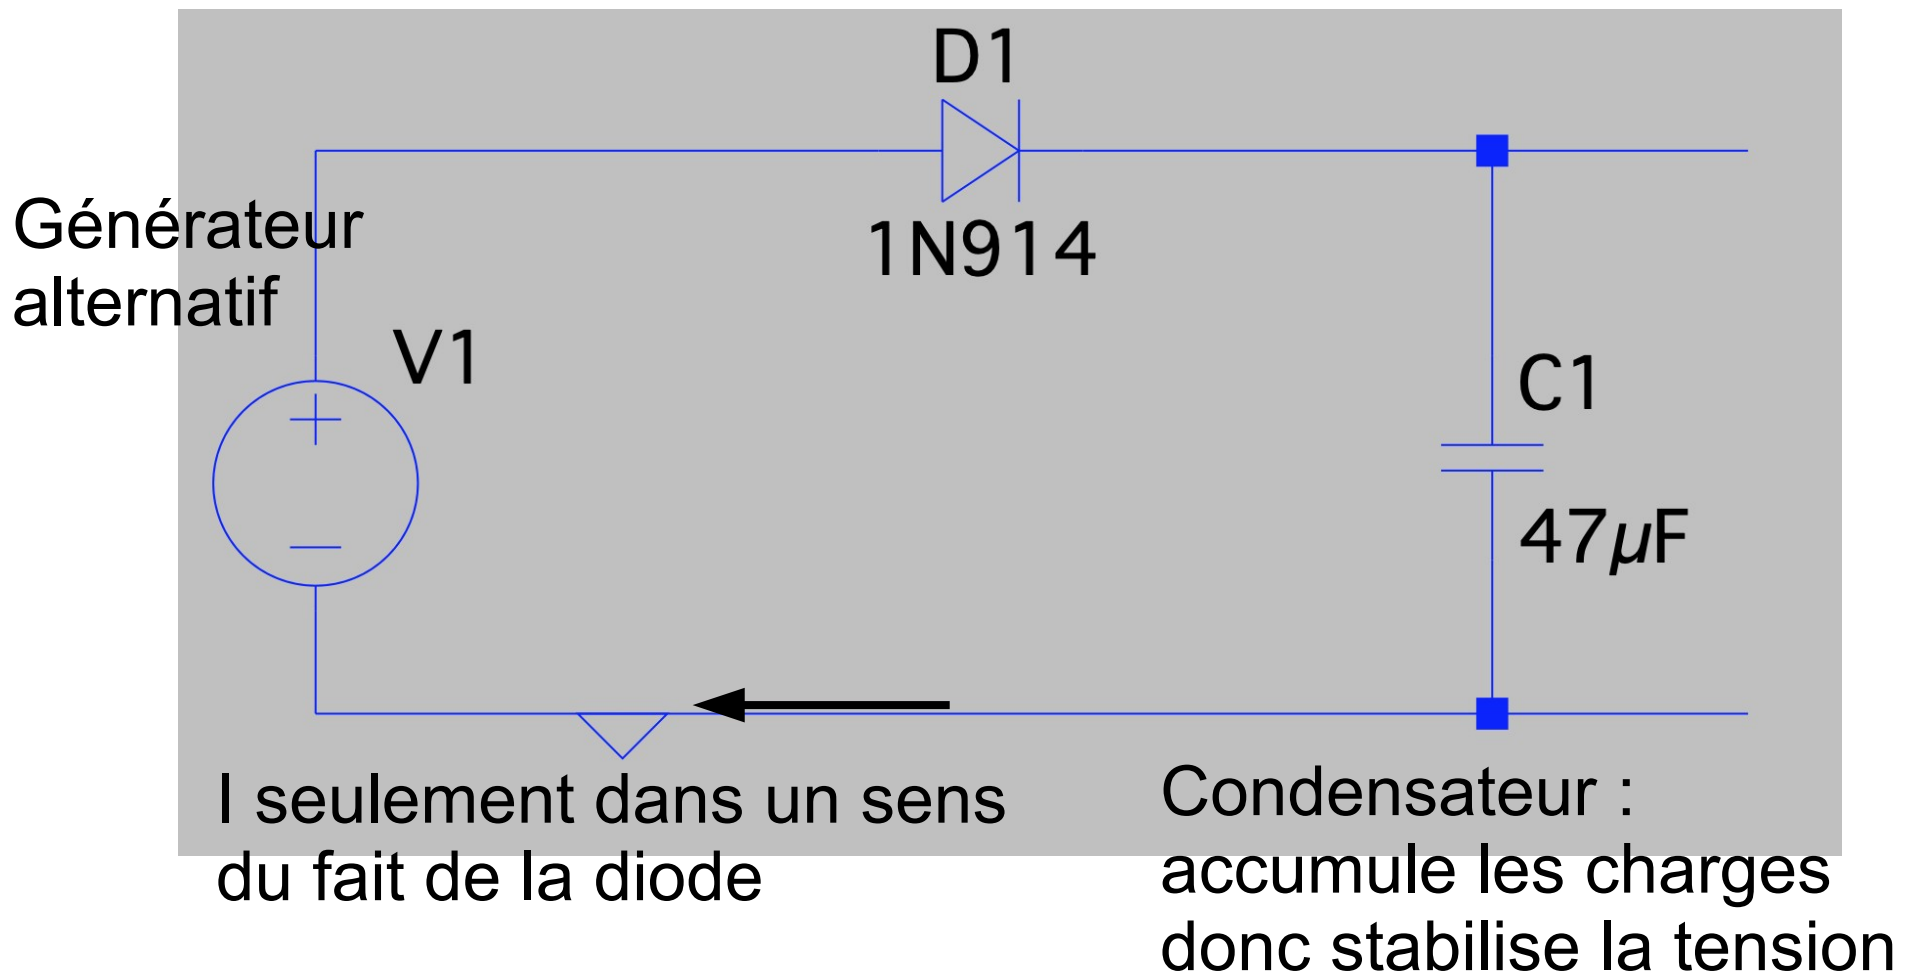 D1
Générateur
alternatif
1N914
V1
C1
47µF
I seulement dans un sens
du fait de la diode
Condensateur :
accumule les charges
donc stabilise la tension